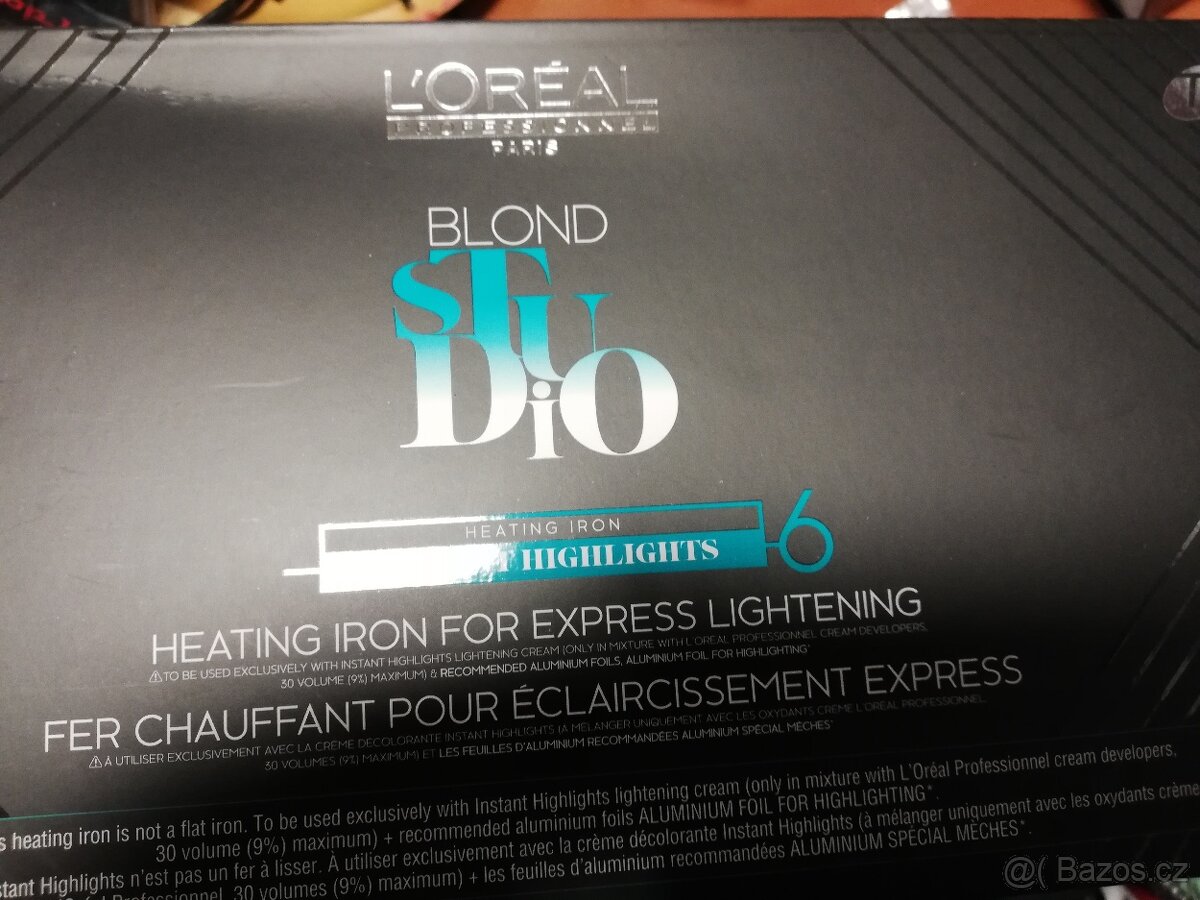 L'ORÉAL
PROFESSIONNEL
PARIS
BLOND
STUDIO
HEATING IRON
T HIGHLIGHTS
6
HEATING IRON FOR EXPRESS LIGHTENING
⚠ TO BE USED EXCLUSIVELY WITH INSTANT HIGHLIGHTS LIGHTENING CREAM (ONLY IN MIXTURE WITH L'ORÉAL PROFESSIONNEL CREAM DEVELOPERS,
30 VOLUME (9%) MAXIMUM) & RECOMMENDED ALUMINIUM FOILS, ALUMINIUM FOIL FOR HIGHLIGHTING*
FER CHAUFFANT POUR ÉCLAIRCISSEMENT EXPRESS
⚠ À UTILISER EXCLUSIVEMENT AVEC LA CRÈME DÉCOLORANTE INSTANT HIGHLIGHTS (À MÉLANGER UNIQUEMENT AVEC LES OXYDANTS CRÈME L'ORÉAL PROFESSIONNEL
30 VOLUMES (9%) MAXIMUM) ET LES FEUILLES D'ALUMINIUM RECOMMANDÉES ALUMINIUM SPÉCIAL MÈCHES*
s heating iron is not a flat iron. To be used exclusively with Instant Highlights lightening cream (only in mixture with L'Oréal Professionnel cream developers,
30 volume (9%) maximum) + recommended aluminium foils ALUMINIUM FOIL FOR HIGHLIGHTING*.
stant Highlights n'est pas un fer à lisser. À utiliser exclusivement avec la crème décolorante Instant Highlights (à mélanger uniquement avec les oxydants crème
Professionnel, 30 volumes (9%) maximum) + les feuilles d'aluminium recommandées ALUMINIUM SPÉCIAL MÈCHES*.
@( Bazos.cz